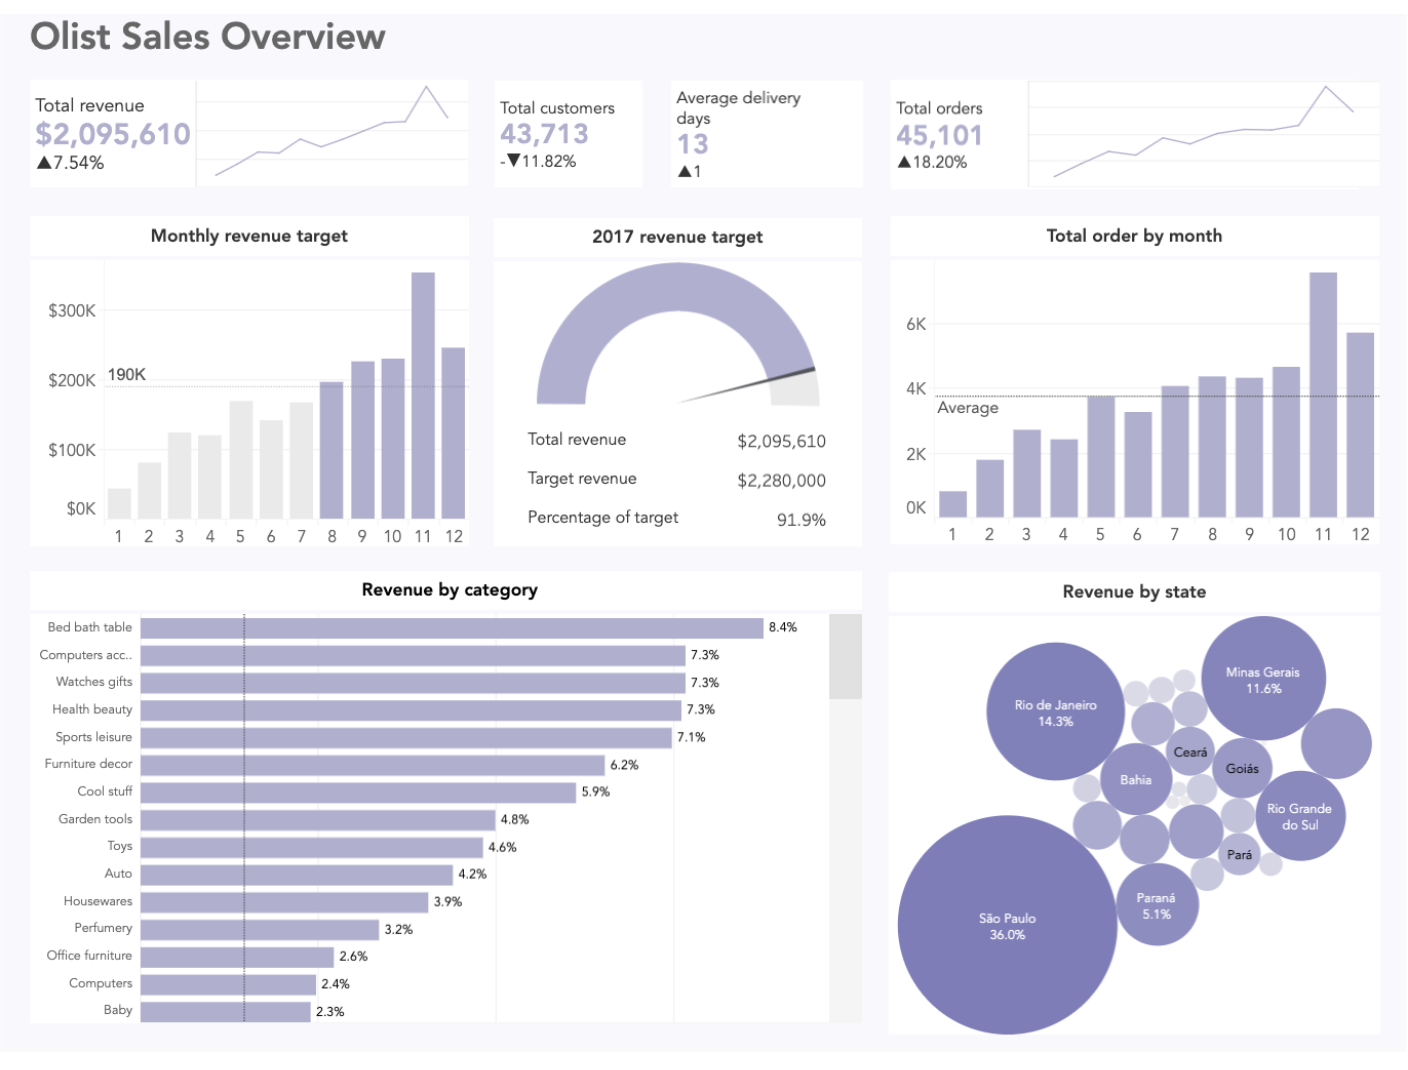 Olist Sales Overview
Total revenue
$2,095,610
▲7.54%
Total customers
43,713
-▼11.82%
Average delivery
days
13
▲1
Total orders
45,101
▲18.20%
Monthly revenue target
$300K
$200K
190K
$100K
$0K
1 2 3 4 5 6 7 8 9 10 11 12
2017 revenue target
Total revenue $2,095,610
Target revenue $2,280,000
Percentage of target 91.9%
Total order by month
6K
4K
Average
2K
0K
1 2 3 4 5 6 7 8 9 10 11 12
Revenue by category
Bed bath table 8.4%
Computers acc.. 7.3%
Watches gifts 7.3%
Health beauty 7.3%
Sports leisure 7.1%
Furniture decor 6.2%
Cool stuff 5.9%
Garden tools 4.8%
Toys 4.6%
Auto 4.2%
Housewares 3.9%
Perfumery 3.2%
Office furniture 2.6%
Computers 2.4%
Baby 2.3%
Revenue by state
Minas Gerais
11.6%
Rio de Janeiro
14.3%
Ceará
Goiás
Bahia
Rio Grande
do Sul
Pará
Paraná
5.1%
São Paulo
36.0%